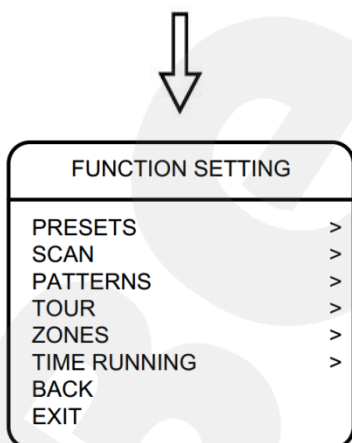 FUNCTION SETTING
PRESETS >
SCAN >
PATTERNS >
TOUR >
ZONES >
TIME RUNNING >
BACK
EXIT